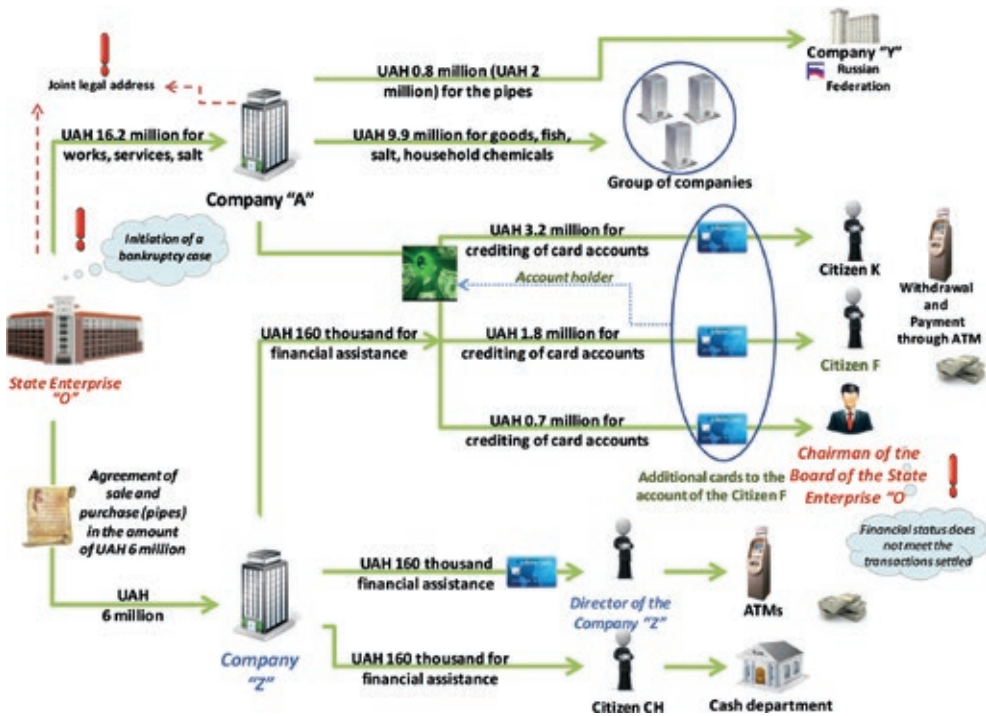 Joint legal address
UAH 16.2 million for
works, services, salt
Company “A”
UAH 0.8 million (UAH 2
million) for the pipes
Company “Y”
Russian
Federation
UAH 9.9 million for goods, fish,
salt, household chemicals
Group of companies
Initiation of a
bankruptcy case
State Enterprise
“O”
UAH 3.2 million for
crediting of card accounts
Citizen K
Account holder
Withdrawal
and
Payment
through ATM
UAH 160 thousand for
financial assistance
UAH 1.8 million for
crediting of card accounts
Citizen F
UAH 0.7 million for
crediting of card accounts
Chairman of the
Board of the State
Enterprise “O
Additional cards to the
account of the Citizen F
Financial status does
not meet the
transactions settled
Agreement of
sale and
purchase (pipes)
in the amount
of UAH 6 million
UAH
6 million
Company
“Z”
UAH 160 thousand
financial assistance
Director of the
Company “Z”
ATMs
UAH 160 thousand for
financial assistance
Citizen CH
Cash department